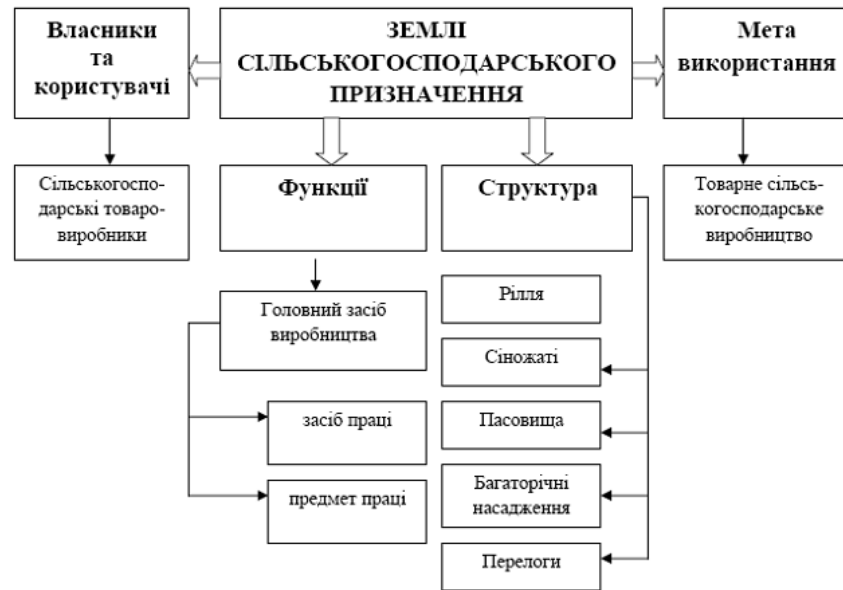 Власники
та
користувачі
ЗЕМЛІ
СІЛЬСЬКОГОСПОДАРСЬКОГО
ПРИЗНАЧЕННЯ
Мета
використання
Сільськогоспо-
дарські товаро-
виробники
Функції
Структура
Товарне сільсь-
когосподарське
виробництво
Головний засіб
виробництва
засіб праці
предмет праці
Рілля
Сіножаті
Пасовища
Багаторічні
насадження
Перелоги